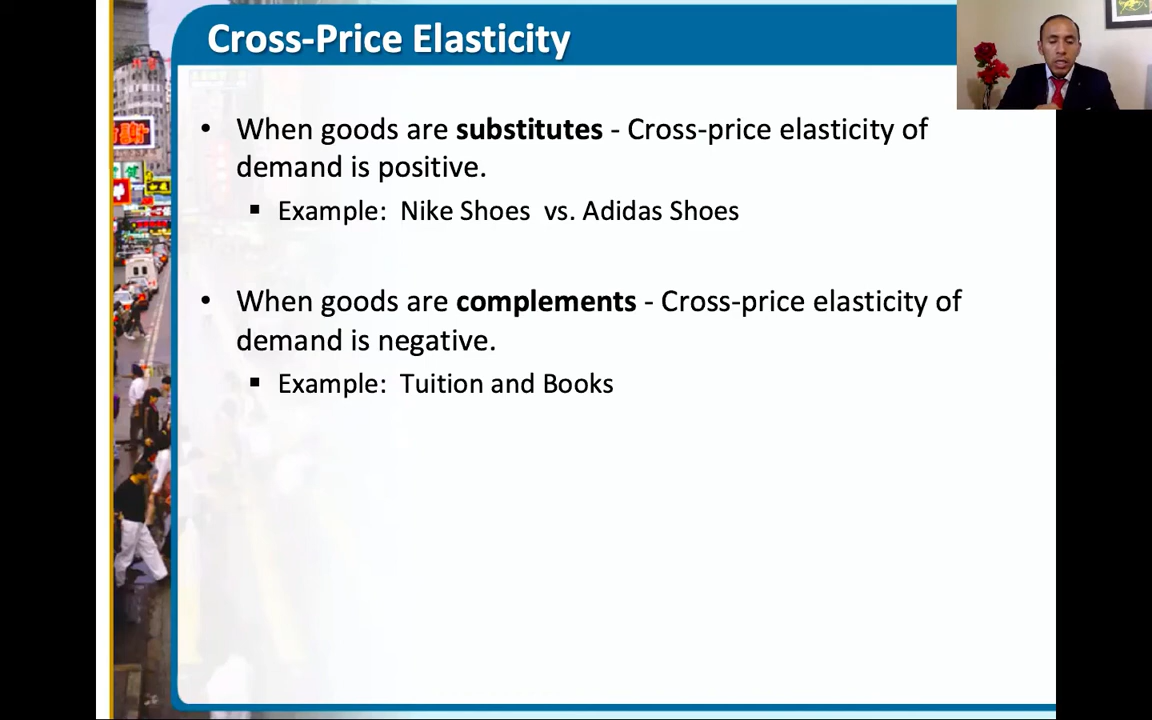 Cross-Price Elasticity
• When goods are substitutes - Cross-price elasticity of
demand is positive.
▪ Example: Nike Shoes vs. Adidas Shoes
• When goods are complements - Cross-price elasticity of
demand is negative.
▪ Example: Tuition and Books